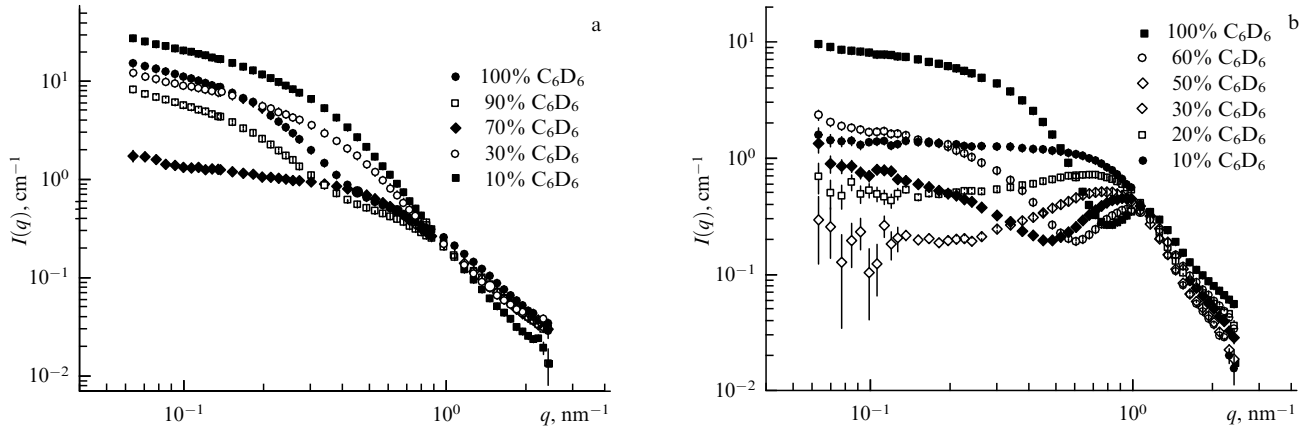 a
I(q), cm⁻¹
10¹
10⁰
10⁻¹
10⁻²
100% C₆D₆
90% C₆D₆
70% C₆D₆
30% C₆D₆
10% C₆D₆
10⁻¹
10⁰
q, nm⁻¹
b
I(q), cm⁻¹
10¹
10⁰
10⁻¹
10⁻²
100% C₆D₆
60% C₆D₆
50% C₆D₆
30% C₆D₆
20% C₆D₆
10% C₆D₆
10⁻¹
10⁰
q, nm⁻¹